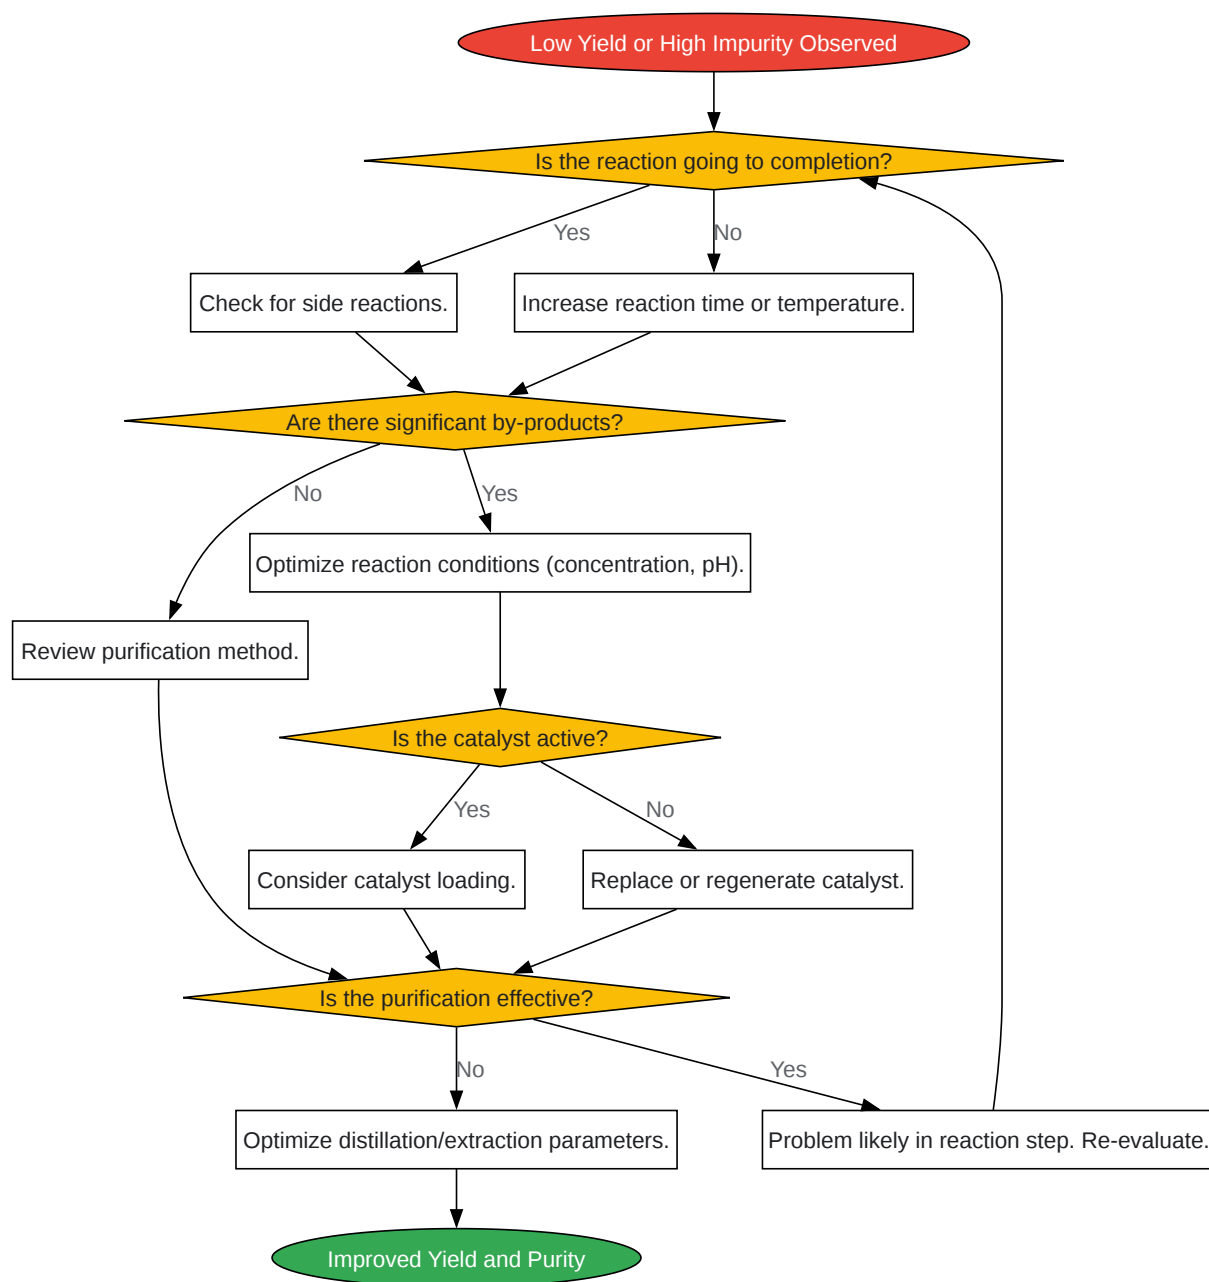 Low Yield or High Impurity Observed
Is the reaction going to completion?
Yes
No
Check for side reactions.
Increase reaction time or temperature.
Are there significant by-products?
No
Yes
Optimize reaction conditions (concentration, pH).
Review purification method.
Is the catalyst active?
Yes
No
Consider catalyst loading.
Replace or regenerate catalyst.
Is the purification effective?
No
Yes
Optimize distillation/extraction parameters.
Problem likely in reaction step. Re-evaluate.
Improved Yield and Purity